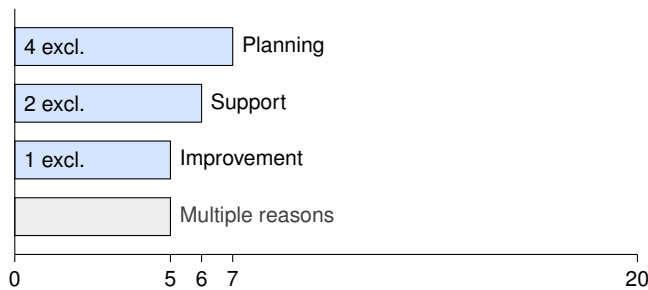 4 excl. Planning
2 excl. Support
1 excl. Improvement
Multiple reasons
0 5 6 7 20